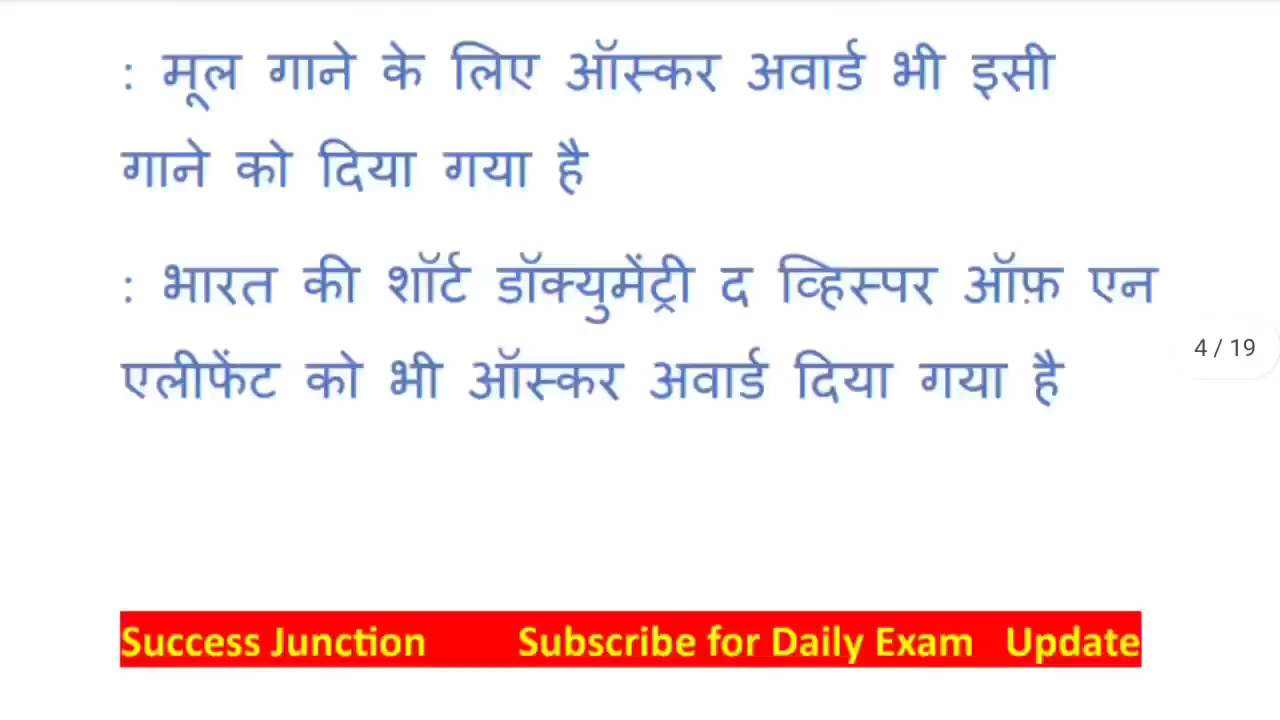 : मूल गाने के लिए ऑस्कर अवार्ड भी इसी
गाने को दिया गया है
: भारत की शॉर्ट डॉक्युमेंट्री द व्हिस्पर ऑफ़ एन
एलीफेंट को भी ऑस्कर अवार्ड दिया गया है
4 / 19
Success Junction Subscribe for Daily Exam Update